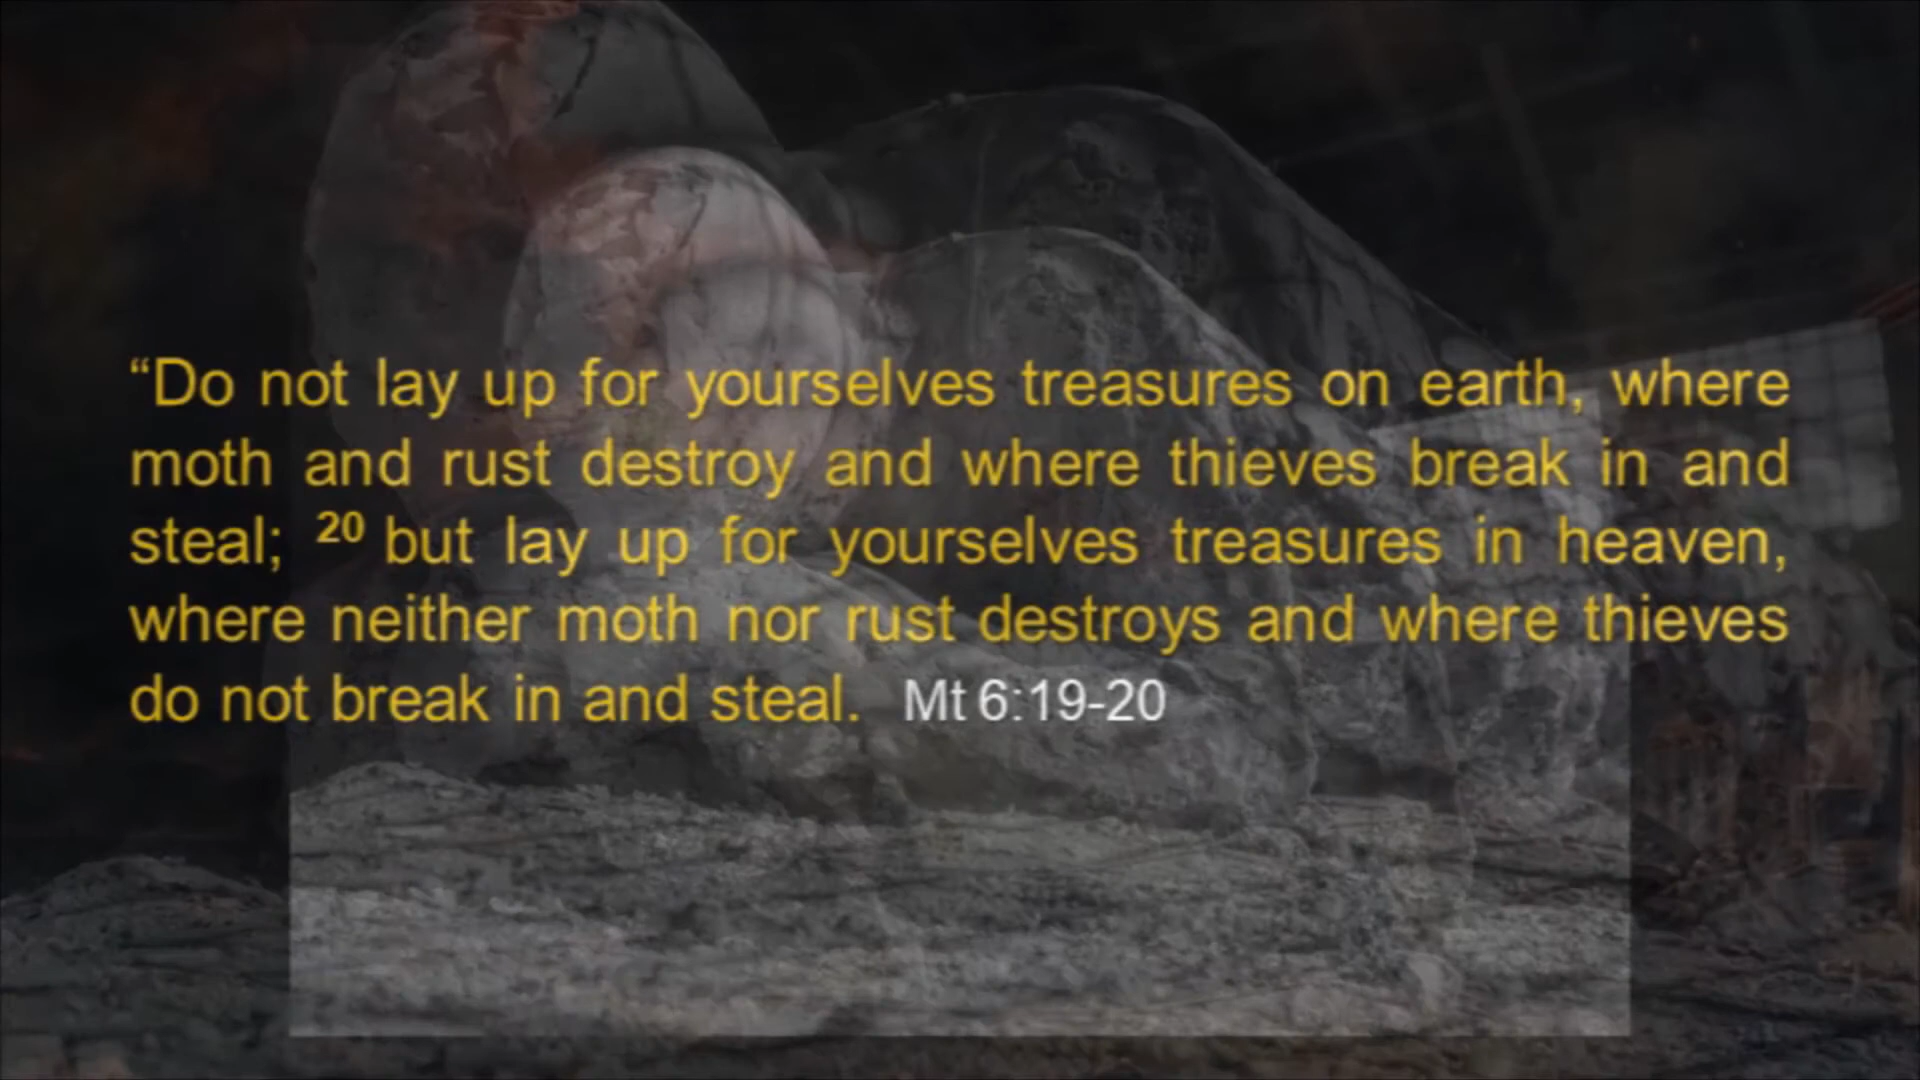 “Do not lay up for yourselves treasures on earth, where
moth and rust destroy and where thieves break in and
steal; 20 but lay up for yourselves treasures in heaven,
where neither moth nor rust destroys and where thieves
do not break in and steal. Mt 6:19-20